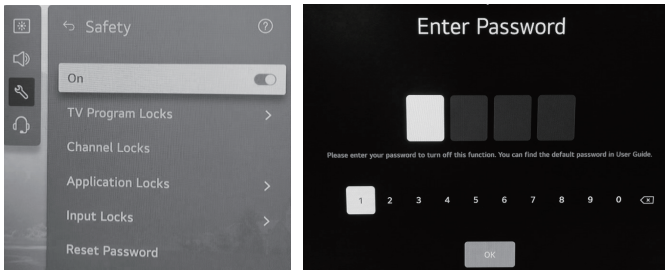 Safety
?
On
TV Program Locks
Channel Locks
Application Locks
Input Locks
Reset Password
Enter Password
Please enter your password to turn off this function. You can find the default password in User Guide.
1 2 3 4 5 6 7 8 9 0
OK